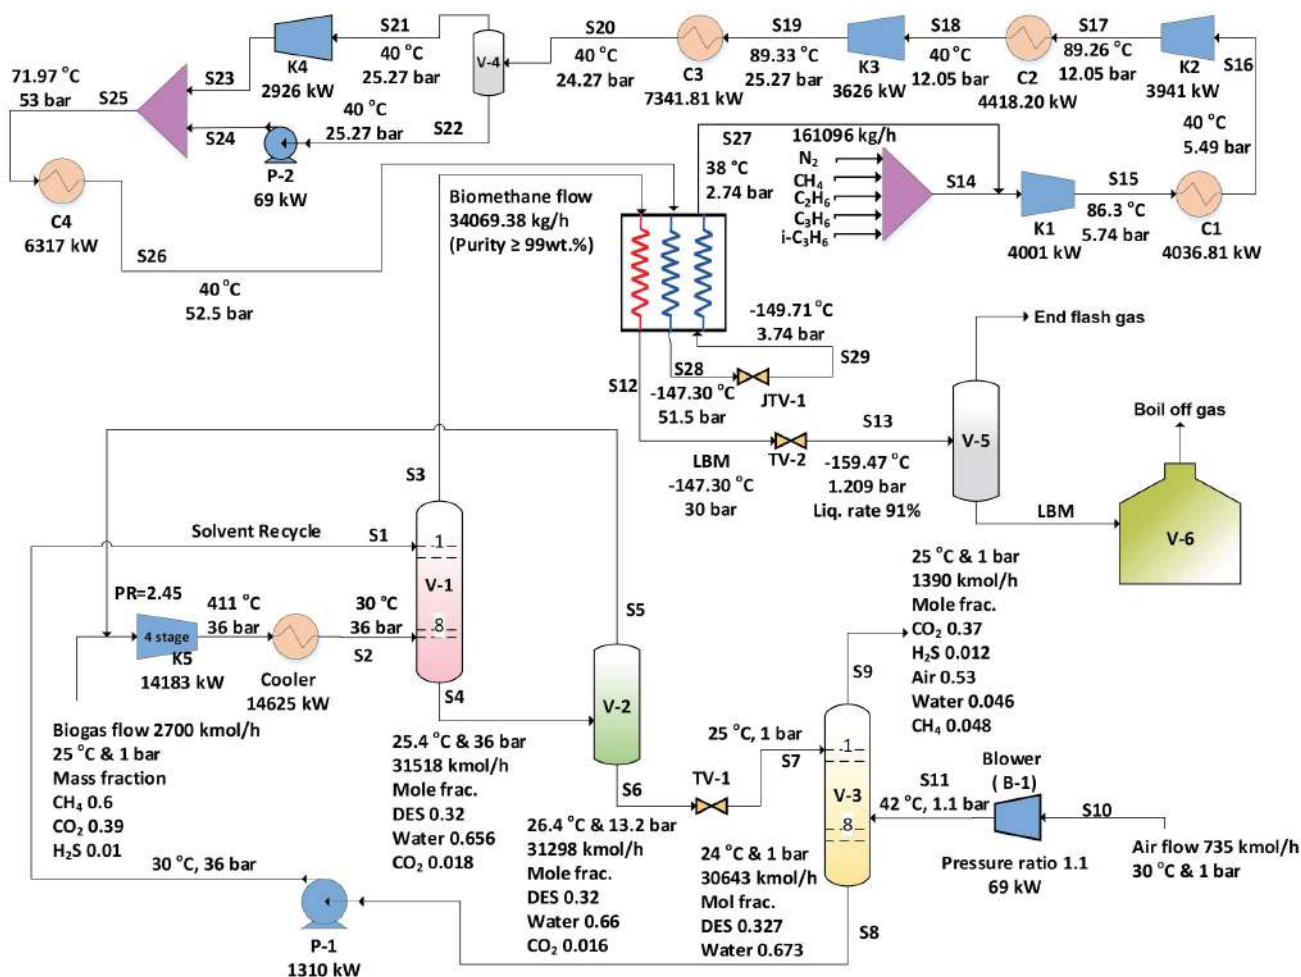 S21
40 °C
25.27 bar
K4
2926 kW
V-4
S20
40 °C
24.27 bar
C3
7341.81 kW
S19
89.33 °C
25.27 bar
K3
3626 kW
S18
40 °C
12.05 bar
C2
4418.20 kW
S17
89.26 °C
12.05 bar
K2
3941 kW
S16
71.97 °C
53 bar
S25
S23
S24
40 °C
25.27 bar
S22
P-2
69 kW
C4
6317 kW
S26
40 °C
52.5 bar
Biomethane flow
34069.38 kg/h
(Purity ≥ 99wt.%)
S27
38 °C
2.74 bar
161096 kg/h
N2
CH4
C2H6
C3H6
i-C3H6
S14
K1
4001 kW
S15
86.3 °C
5.74 bar
C1
4036.81 kW
40 °C
5.49 bar
-149.71 °C
3.74 bar
S29
S12
S28
-147.30 °C
51.5 bar
JTV-1
End flash gas
S13
TV-2
LBM
-147.30 °C
30 bar
-159.47 °C
1.209 bar
Liq. rate 91%
V-5
LBM
Boil off gas
V-6
S3
Solvent Recycle
S1
1
V-1
8
PR=2.45
4 stage
K5
14183 kW
411 °C
36 bar
Cooler
14625 kW
30 °C
36 bar
S2
S4
S5
V-2
S6
Biogas flow 2700 kmol/h
25 °C & 1 bar
Mass fraction
CH4 0.6
CO2 0.39
H2S 0.01
25.4 °C & 36 bar
31518 kmol/h
Mole frac.
DES 0.32
Water 0.656
CO2 0.018
26.4 °C & 13.2 bar
31298 kmol/h
Mole frac.
DES 0.32
Water 0.66
CO2 0.016
TV-1
25 °C, 1 bar
S7
1
V-3
8
S9
25 °C & 1 bar
1390 kmol/h
Mole frac.
CO2 0.37
H2S 0.012
Air 0.53
Water 0.046
CH4 0.048
S11
42 °C, 1.1 bar
Blower
( B-1)
S10
Pressure ratio 1.1
69 kW
Air flow 735 kmol/h
30 °C & 1 bar
24 °C & 1 bar
30643 kmol/h
Mol frac.
DES 0.327
Water 0.673
S8
30 °C, 36 bar
P-1
1310 kW